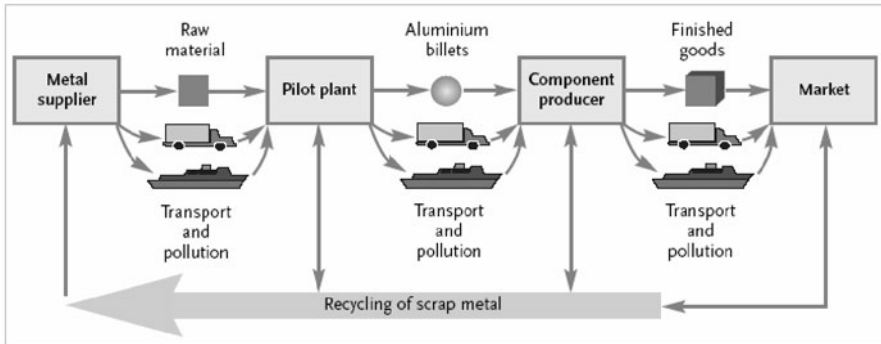 Raw
material
Aluminium
billets
Finished
goods
Metal
supplier
Pilot plant
Component
producer
Market
Transport
and
pollution
Transport
and
pollution
Transport
and
pollution
Recycling of scrap metal